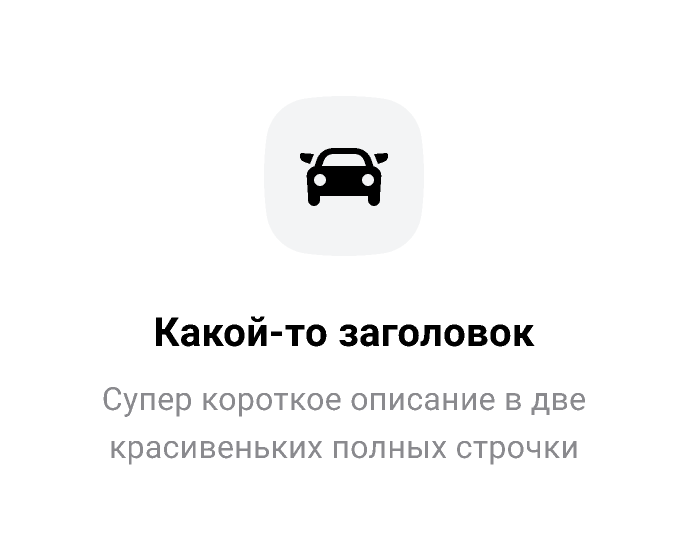 Какой-то заголовок
Супер короткое описание в две
красивеньких полных строчки